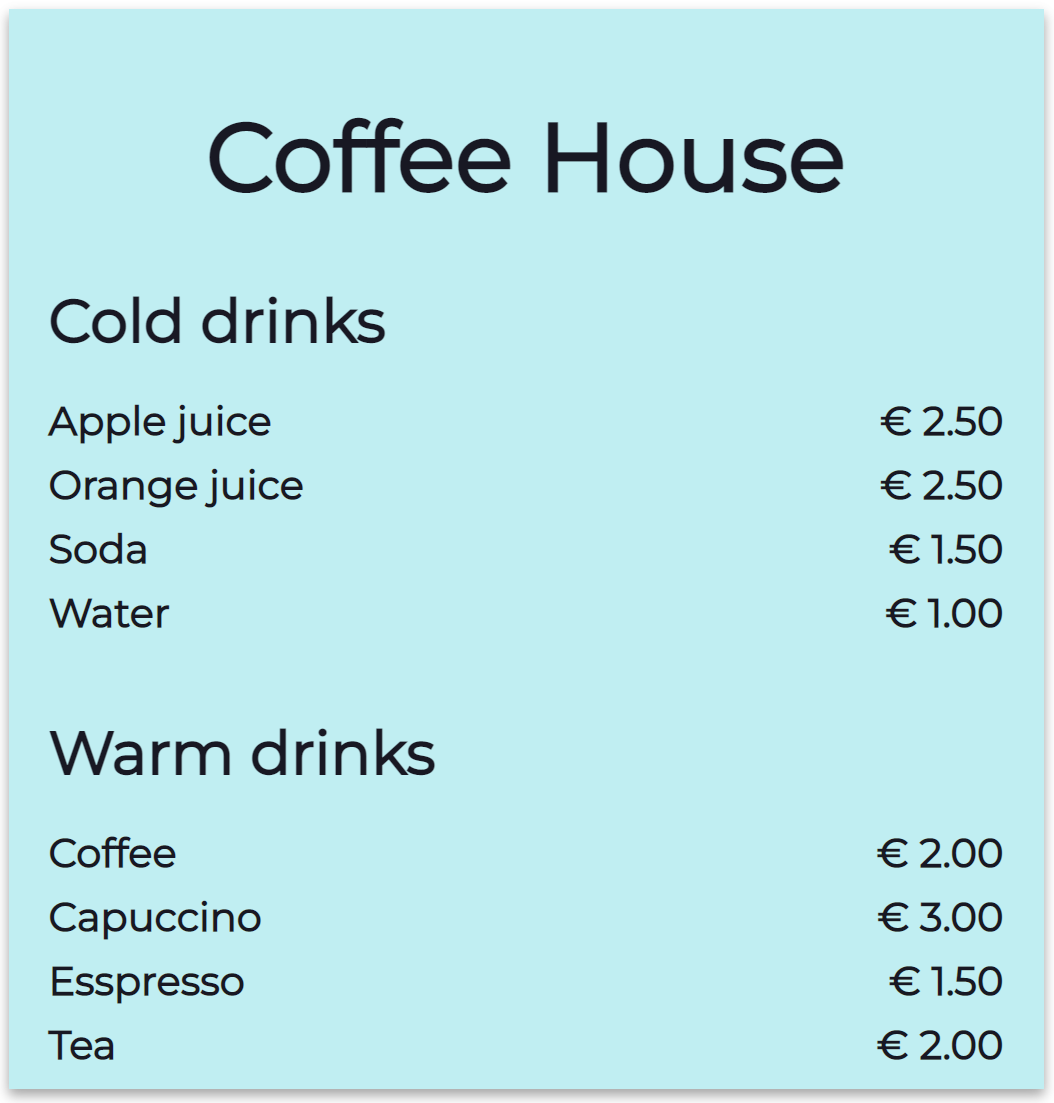 Coffee House
Cold drinks
Apple juice € 2.50
Orange juice € 2.50
Soda € 1.50
Water € 1.00
Warm drinks
Coffee € 2.00
Capuccino € 3.00
Esspresso € 1.50
Tea € 2.00